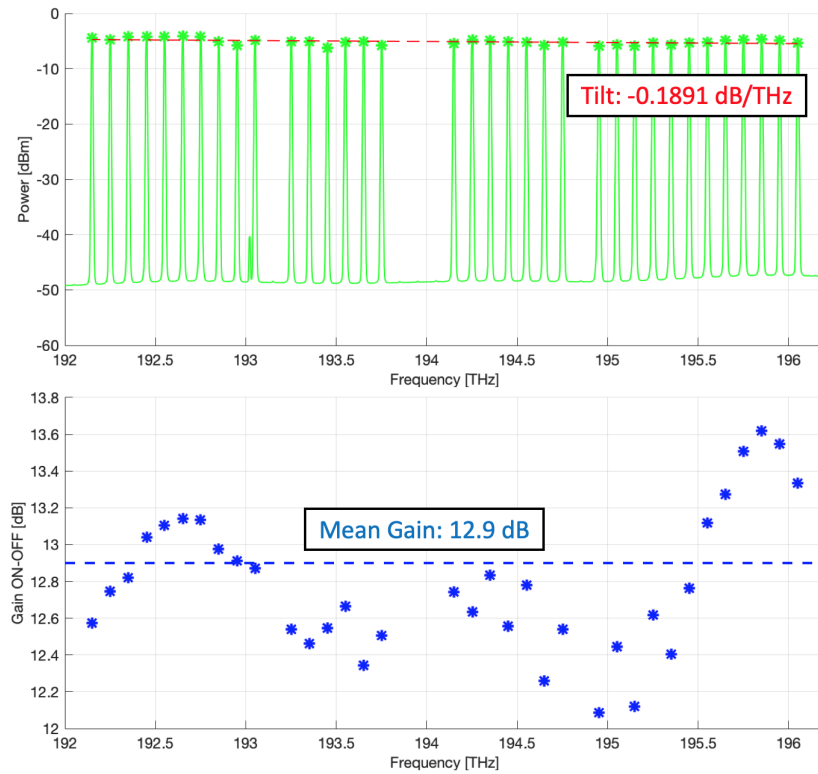 0
-10
-20
-30
-40
-50
-60
Power [dBm]
Tilt: -0.1891 dB/THz
192 192.5 193 193.5 194 194.5 195 195.5 196
Frequency [THz]
13.8
13.6
13.4
13.2
13
12.8
12.6
12.4
12.2
12
Gain ON-OFF [dB]
Mean Gain: 12.9 dB
192 192.5 193 193.5 194 194.5 195 195.5 196
Frequency [THz]